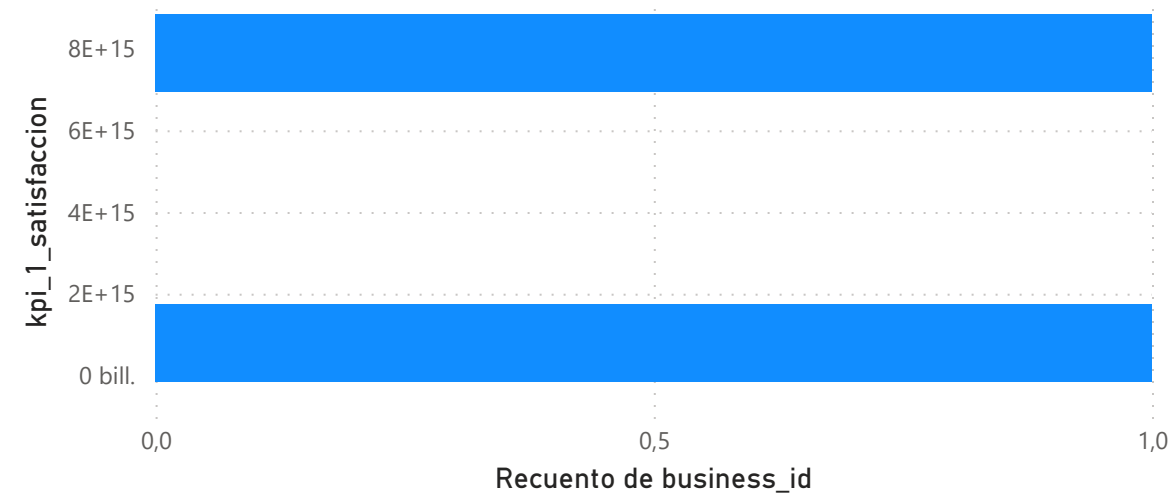 kpi_1_satisfaccion
8E+15
6E+15
4E+15
2E+15
0 bill.
0,0
0,5
1,0
Recuento de business_id